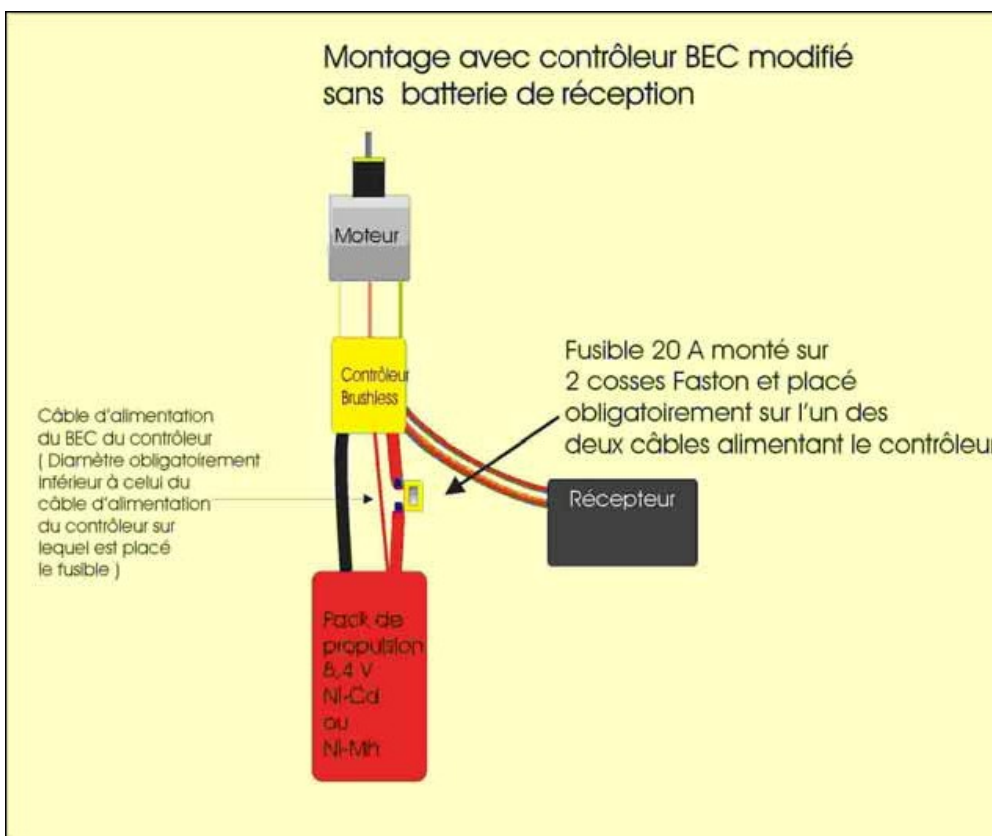 Montage avec contrôleur BEC modifié
sans batterie de réception
Moteur
Contrôleur
Brushless
Fusible 20 A monté sur
2 cosses Faston et placé
obligatoirement sur l'un des
deux câbles alimentant le contrôleur
Câble d'alimentation
du BEC du contrôleur
( Diamètre obligatoirement
inférieur à celui du
câble d'alimentation
du contrôleur sur
lequel est placé
le fusible )
Récepteur
Pack de
propulsion
8,4 V
Ni-Cd
ou
Ni-Mh